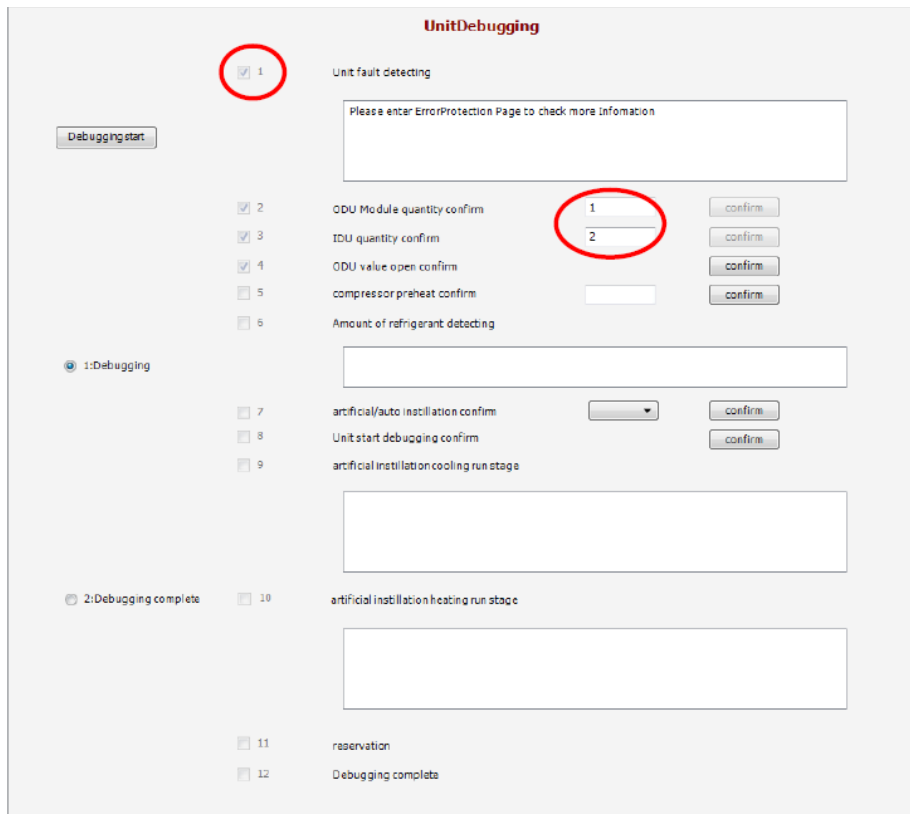 UnitDebugging
1 Unit fault detecting
Please enter ErrorProtection Page to check more Infomation
Debuggingstart
2 ODU Module quantity confirm 1 confirm
3 IDU quantity confirm 2 confirm
4 ODU value open confirm confirm
5 compressor preheat confirm confirm
6 Amount of refrigerant detecting
1:Debugging
7 artificial/auto instillation confirm confirm
8 Unit start debugging confirm confirm
9 artificial instillation cooling run stage
2:Debugging complete 10 artificial instillation heating run stage
11 reservation
12 Debugging complete